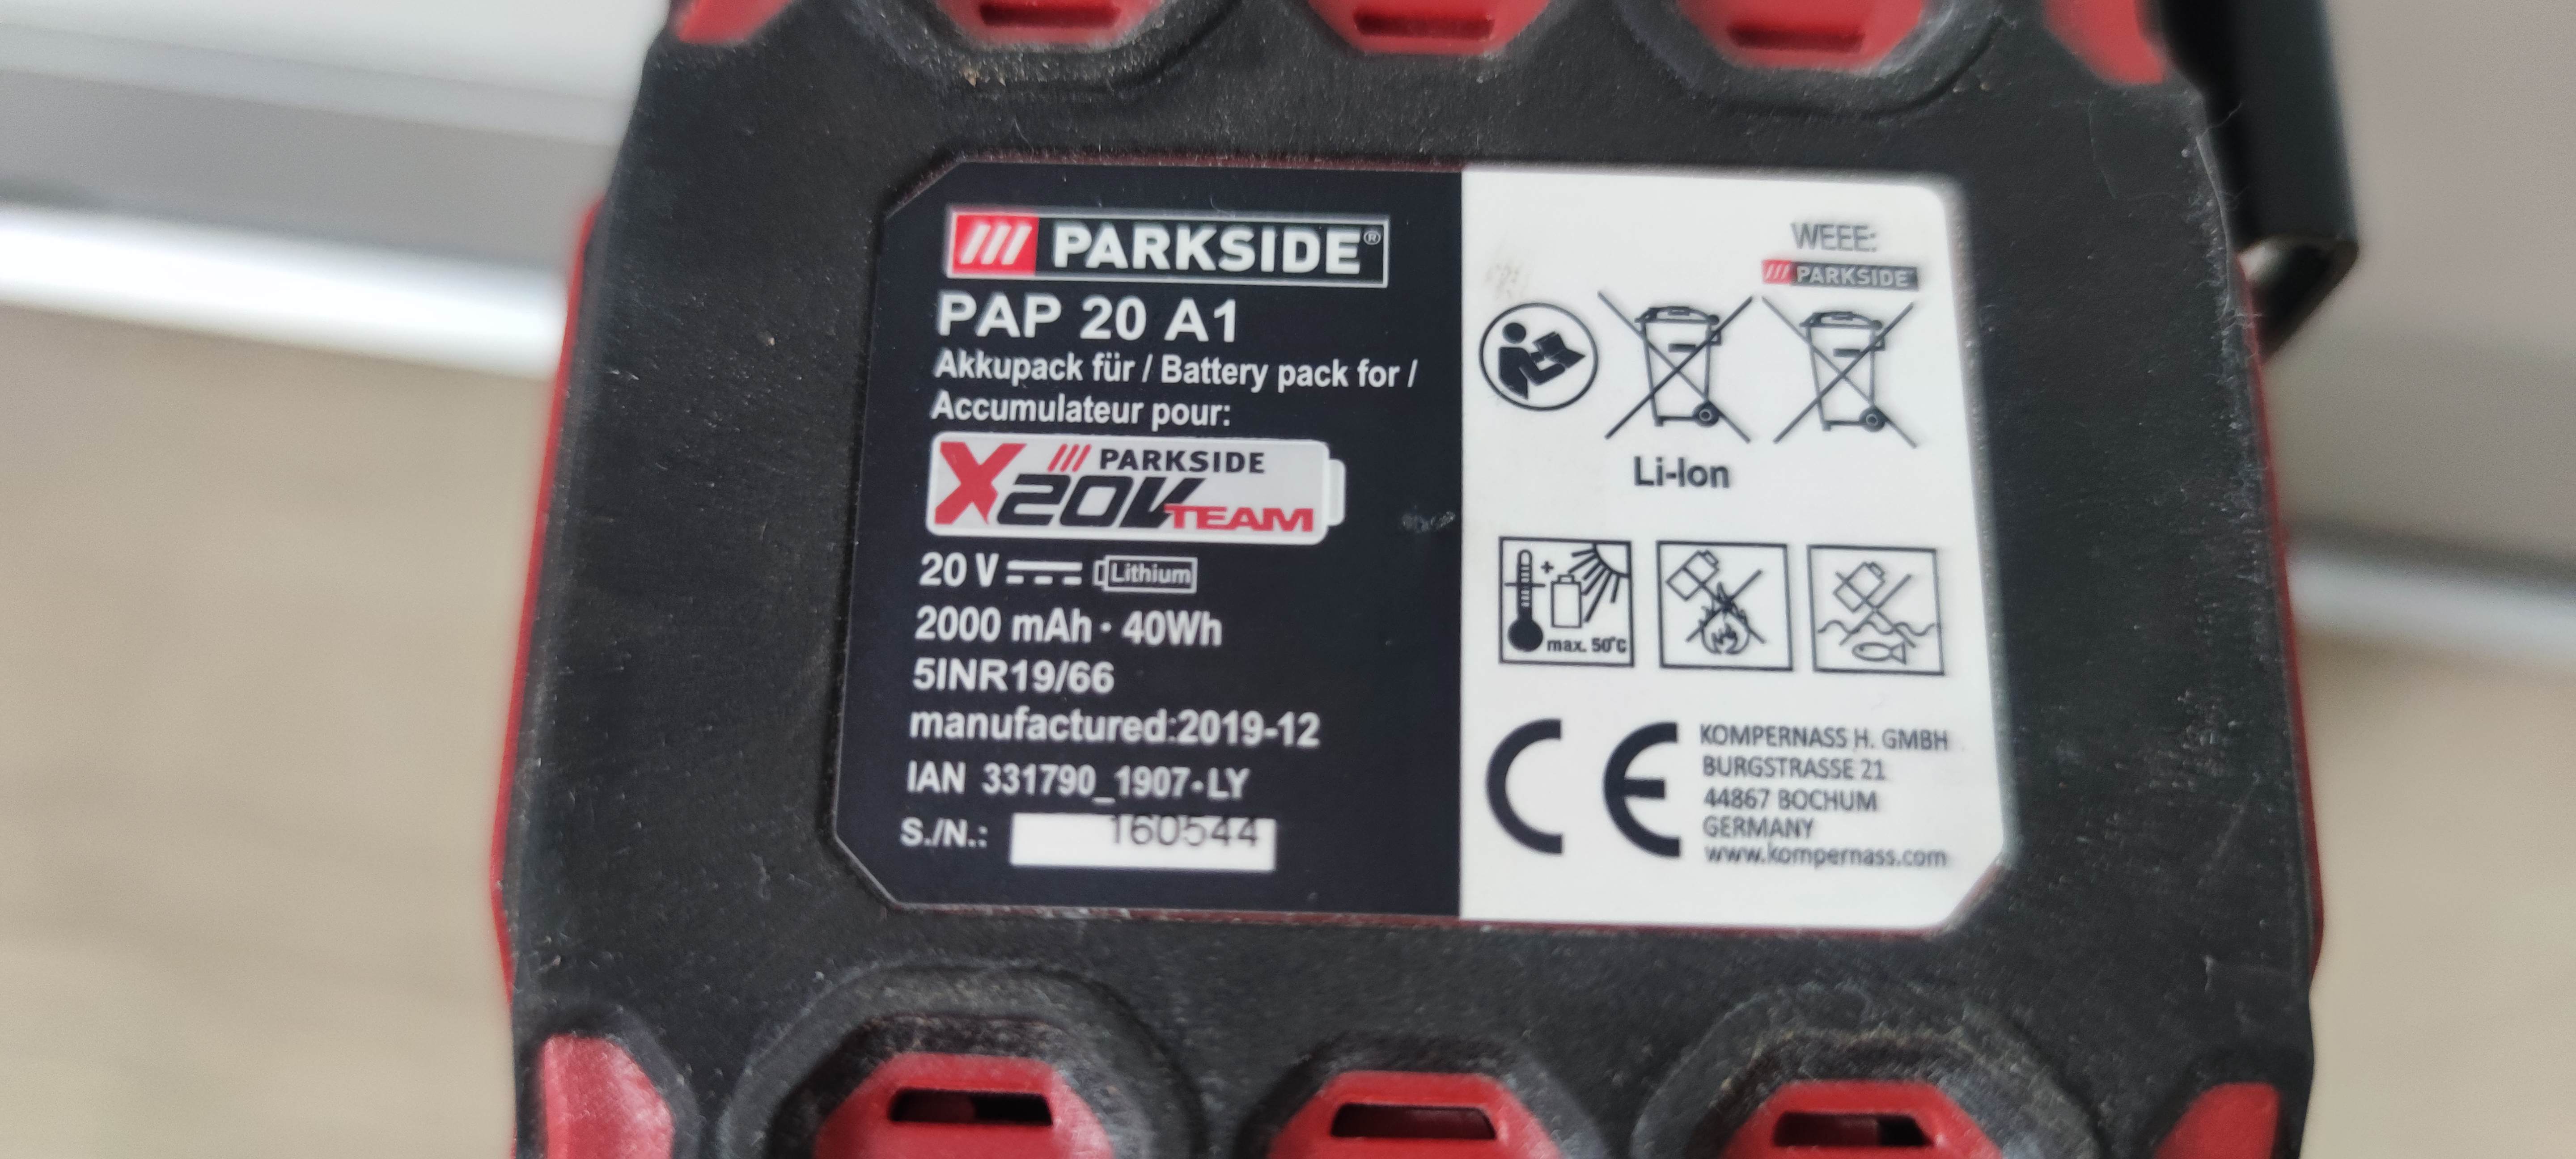 PARKSIDE®
PAP 20 A1
Akkupack für / Battery pack for /
Accumulateur pour:
PARKSIDE
X20VTEAM
20 V Lithium
2000 mAh · 40Wh
5INR19/66
manufactured:2019-12
IAN 331790_1907·LY
S./N.: 160544
WEEE:
PARKSIDE
Li-Ion
+
max. 50°C
CE
KOMPERNASS H. GMBH
BURGSTRASSE 21
44867 BOCHUM
GERMANY
www.kompernass.com